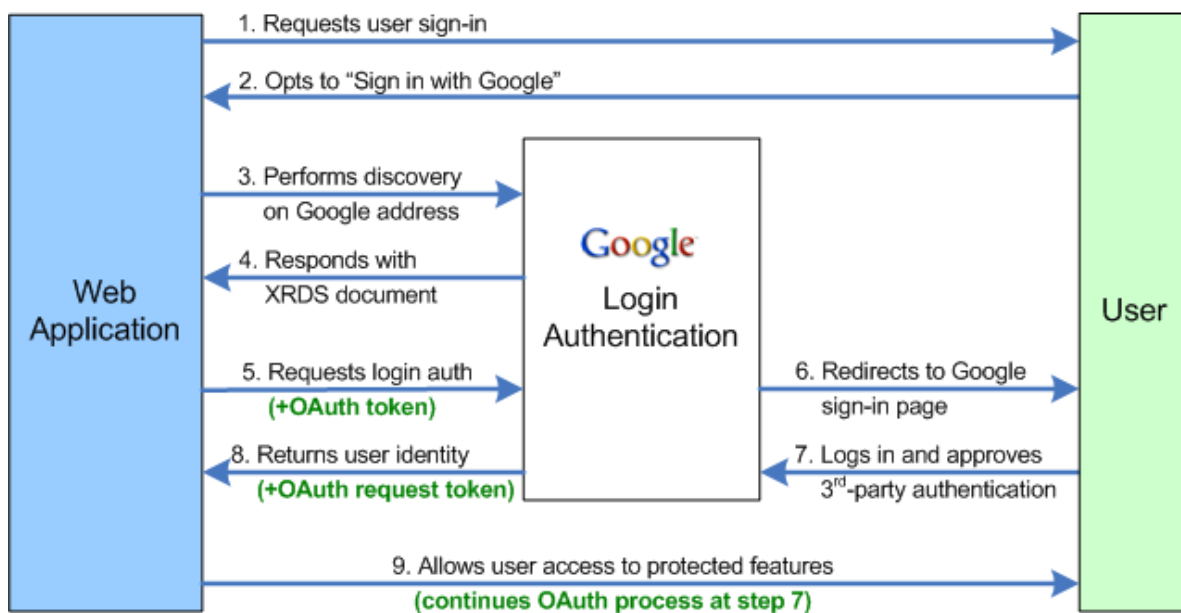 1. Requests user sign-in
2. Opts to “Sign in with Google”
3. Performs discovery
on Google address
Google
4. Responds with
XRDS document
Web
Application
Login
Authentication
User
5. Requests login auth
(+OAuth token)
6. Redirects to Google
sign-in page
8. Returns user identity
(+OAuth request token)
7. Logs in and approves
3rd-party authentication
9. Allows user access to protected features
(continues OAuth process at step 7)